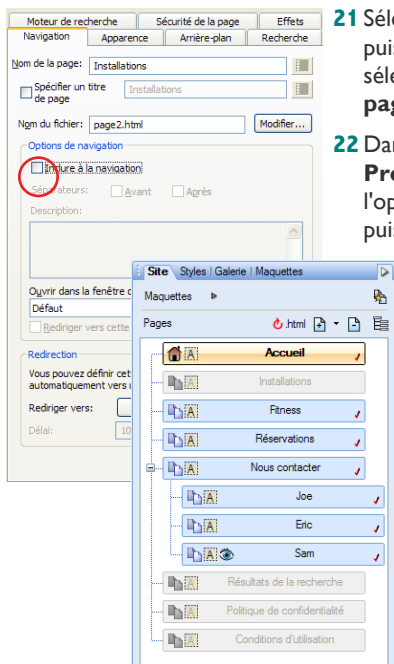 Moteur de recherche Sécurité de la page Effets
Navigation Apparence Arrière-plan Recherche
Nom de la page: Installations
Spécifier un titre de page Installations
Nom du fichier: page2.html Modifier...
Options de navigation
Inclure à la navigation
Séparateurs: Avant Après
Description:
Ouvrir dans la fenêtre
Défaut
Rediriger vers cette
Redirection
Vous pouvez définir
automatiquement vers
Rediriger vers:
Délai: 10
21 Sél
puis
séle
pag
22 Dan
Pro
l'op
puis
Site Styles Galerie Maquettes
Maquettes
Pages .html
Accueil
Installations
Fitness
Réservations
Nous contacter
Joe
Eric
Sam
Résultats de la recherche
Politique de confidentialité
Conditions d'utilisation